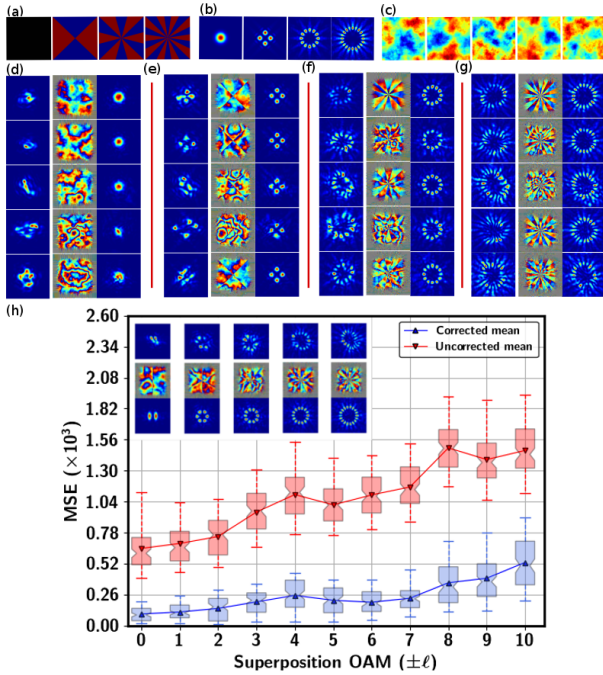 (a)
(b)
(c)
(d)
(e)
(f)
(g)
(h)
2.60
2.34
2.08
1.82
1.56
1.30
1.04
0.78
0.52
0.26
0.00
MSE (×10³)
Corrected mean
Uncorrected mean
0 1 2 3 4 5 6 7 8 9 10
Superposition OAM (±ℓ)